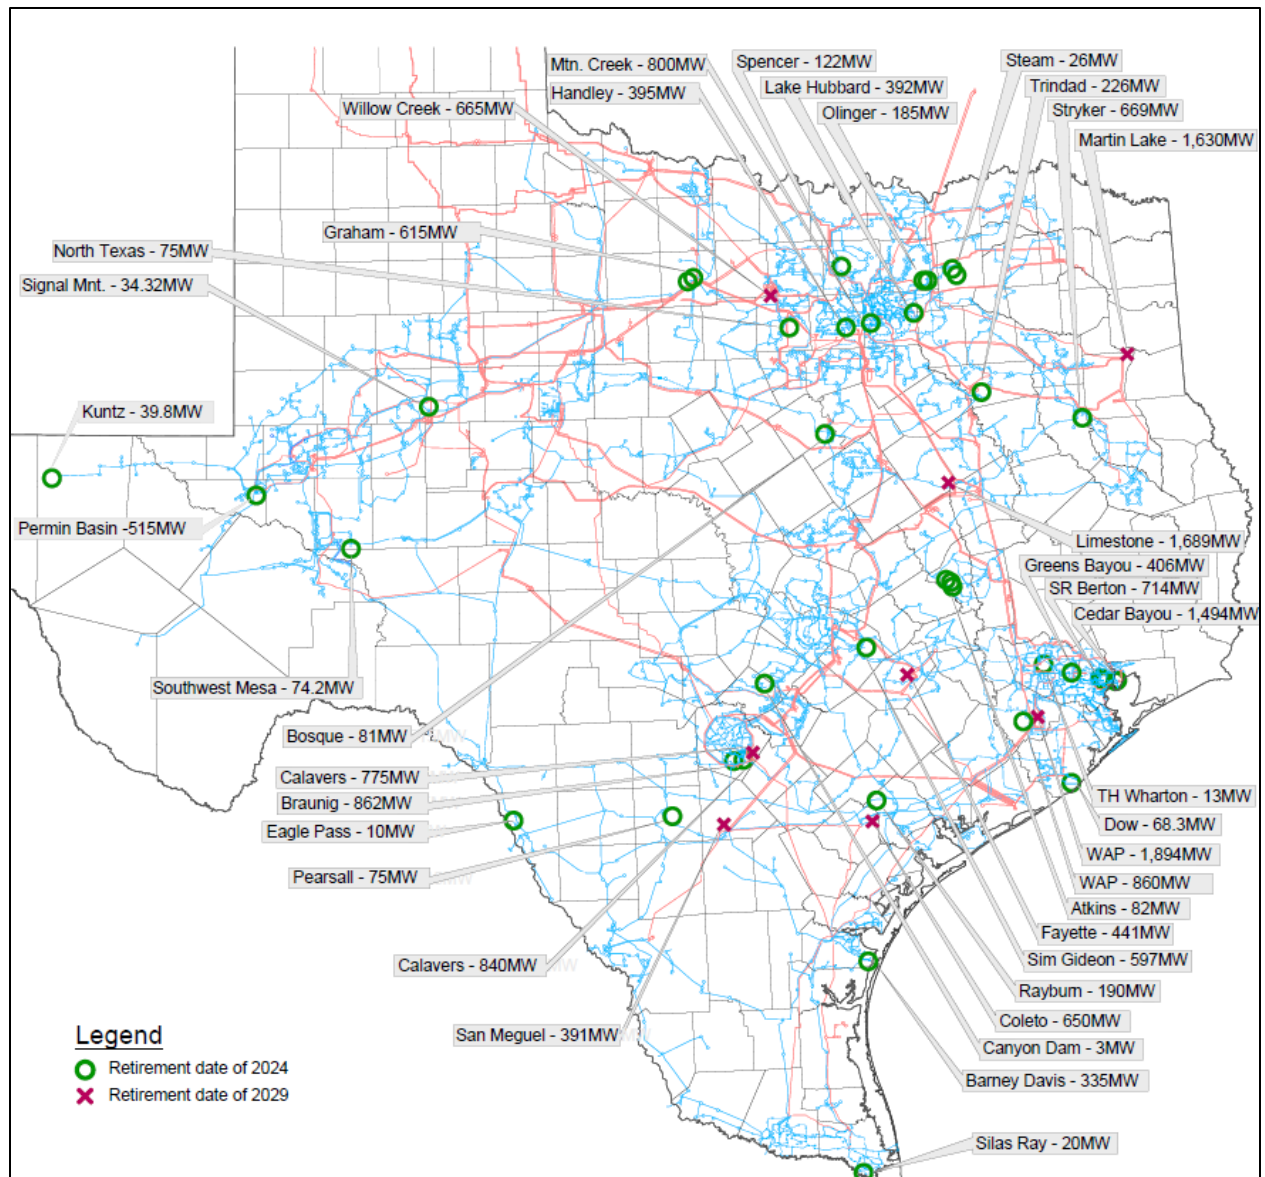 Mtn. Creek - 800MW
Spencer - 122MW
Steam - 26MW
Handley - 395MW
Lake Hubbard - 392MW
Trindad - 226MW
Willow Creek - 665MW
Olinger - 185MW
Stryker - 669MW
Martin Lake - 1,630MW
Graham - 615MW
North Texas - 75MW
Signal Mnt. - 34.32MW
Kuntz - 39.8MW
Permin Basin -515MW
Limestone - 1,689MW
Greens Bayou - 406MW
SR Berton - 714MW
Cedar Bayou - 1,494MW
Southwest Mesa - 74.2MW
Bosque - 81MW
Calavers - 775MW
Braunig - 862MW
Eagle Pass - 10MW
Pearsall - 75MW
TH Wharton - 13MW
Dow - 68.3MW
WAP - 1,894MW
WAP - 860MW
Atkins - 82MW
Fayette - 441MW
Sim Gideon - 597MW
Calavers - 840MW
Rayburn - 190MW
Coleto - 650MW
San Meguel - 391MW
Canyon Dam - 3MW
Barney Davis - 335MW
Legend
Retirement date of 2024
Retirement date of 2029
Silas Ray - 20MW